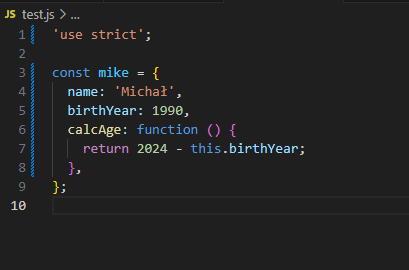 JS test.js > ...
1 'use strict';
2
3 const mike = {
4 name: 'Michał',
5 birthYear: 1990,
6 calcAge: function () {
7 return 2024 - this.birthYear;
8 },
9 };
10